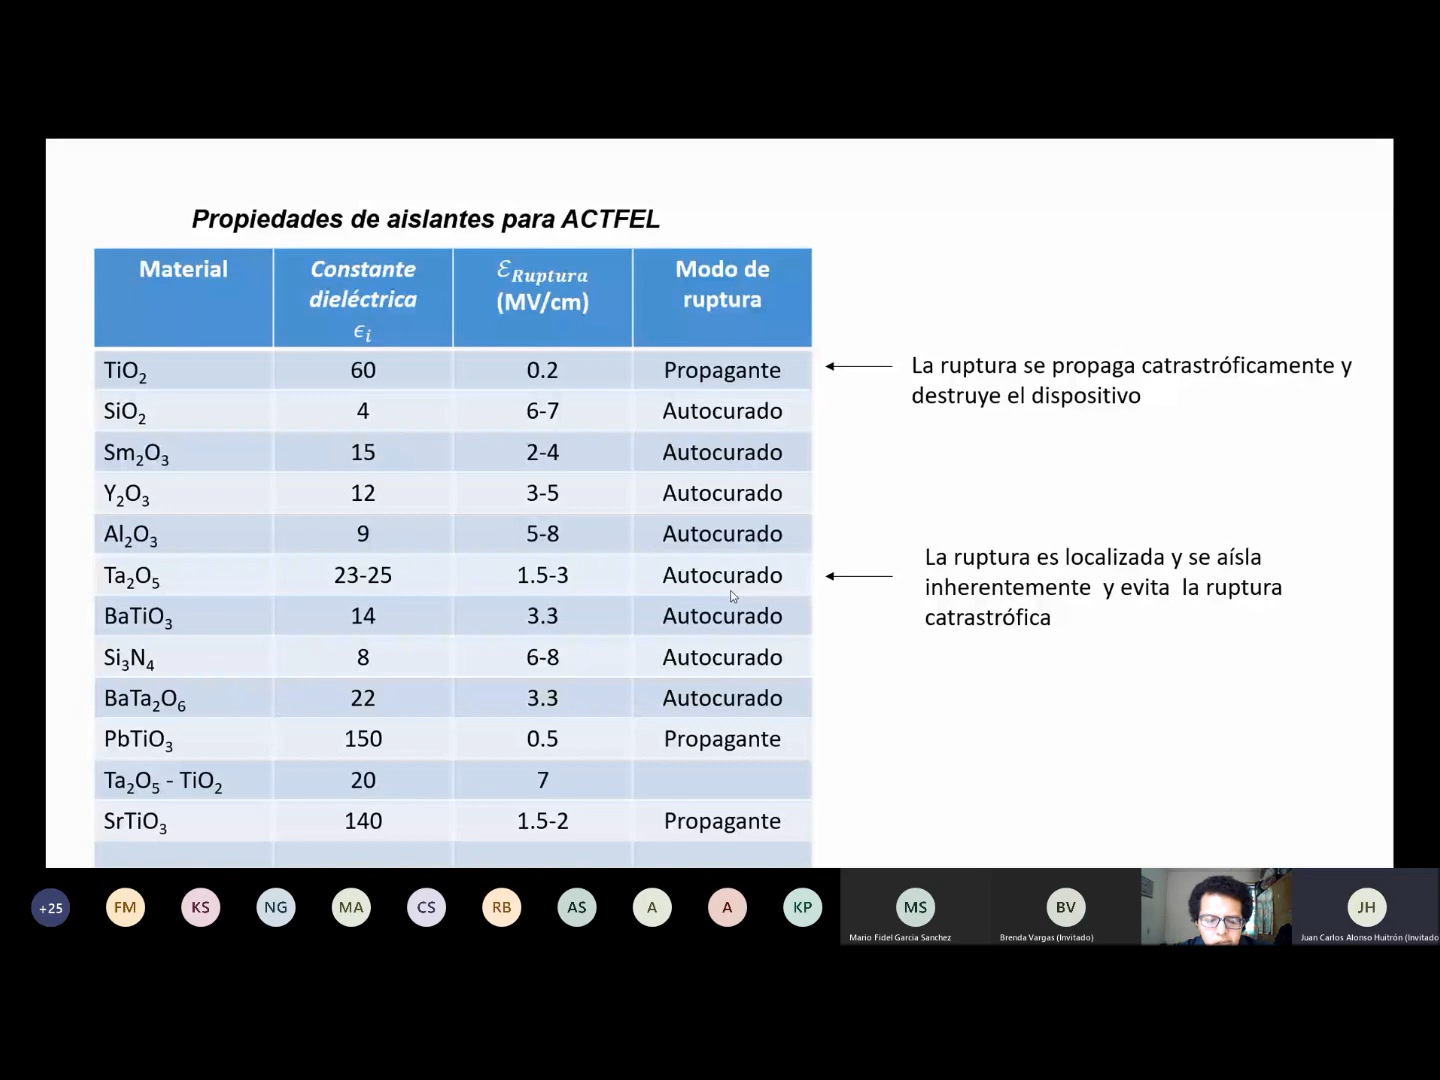 Propiedades de aislantes para ACTFEL
Material
Constante dieléctrica ϵᵢ
ℰ_Ruptura (MV/cm)
Modo de ruptura
TiO₂ 60 0.2 Propagante
SiO₂ 4 6-7 Autocurado
Sm₂O₃ 15 2-4 Autocurado
Y₂O₃ 12 3-5 Autocurado
Al₂O₃ 9 5-8 Autocurado
Ta₂O₅ 23-25 1.5-3 Autocurado
BaTiO₃ 14 3.3 Autocurado
Si₃N₄ 8 6-8 Autocurado
BaTa₂O₆ 22 3.3 Autocurado
PbTiO₃ 150 0.5 Propagante
Ta₂O₅ - TiO₂ 20 7
SrTiO₃ 140 1.5-2 Propagante
La ruptura se propaga catrastróficamente y
destruye el dispositivo
La ruptura es localizada y se aísla
inherentemente y evita la ruptura
catrastrófica
+25 FM KS NG MA CS RB AS A A KP MS BV JH
Mario Fidel Garcia Sanchez
Brenda Vargas (Invitado)
Juan Carlos Alonso Huitrón (Invitado